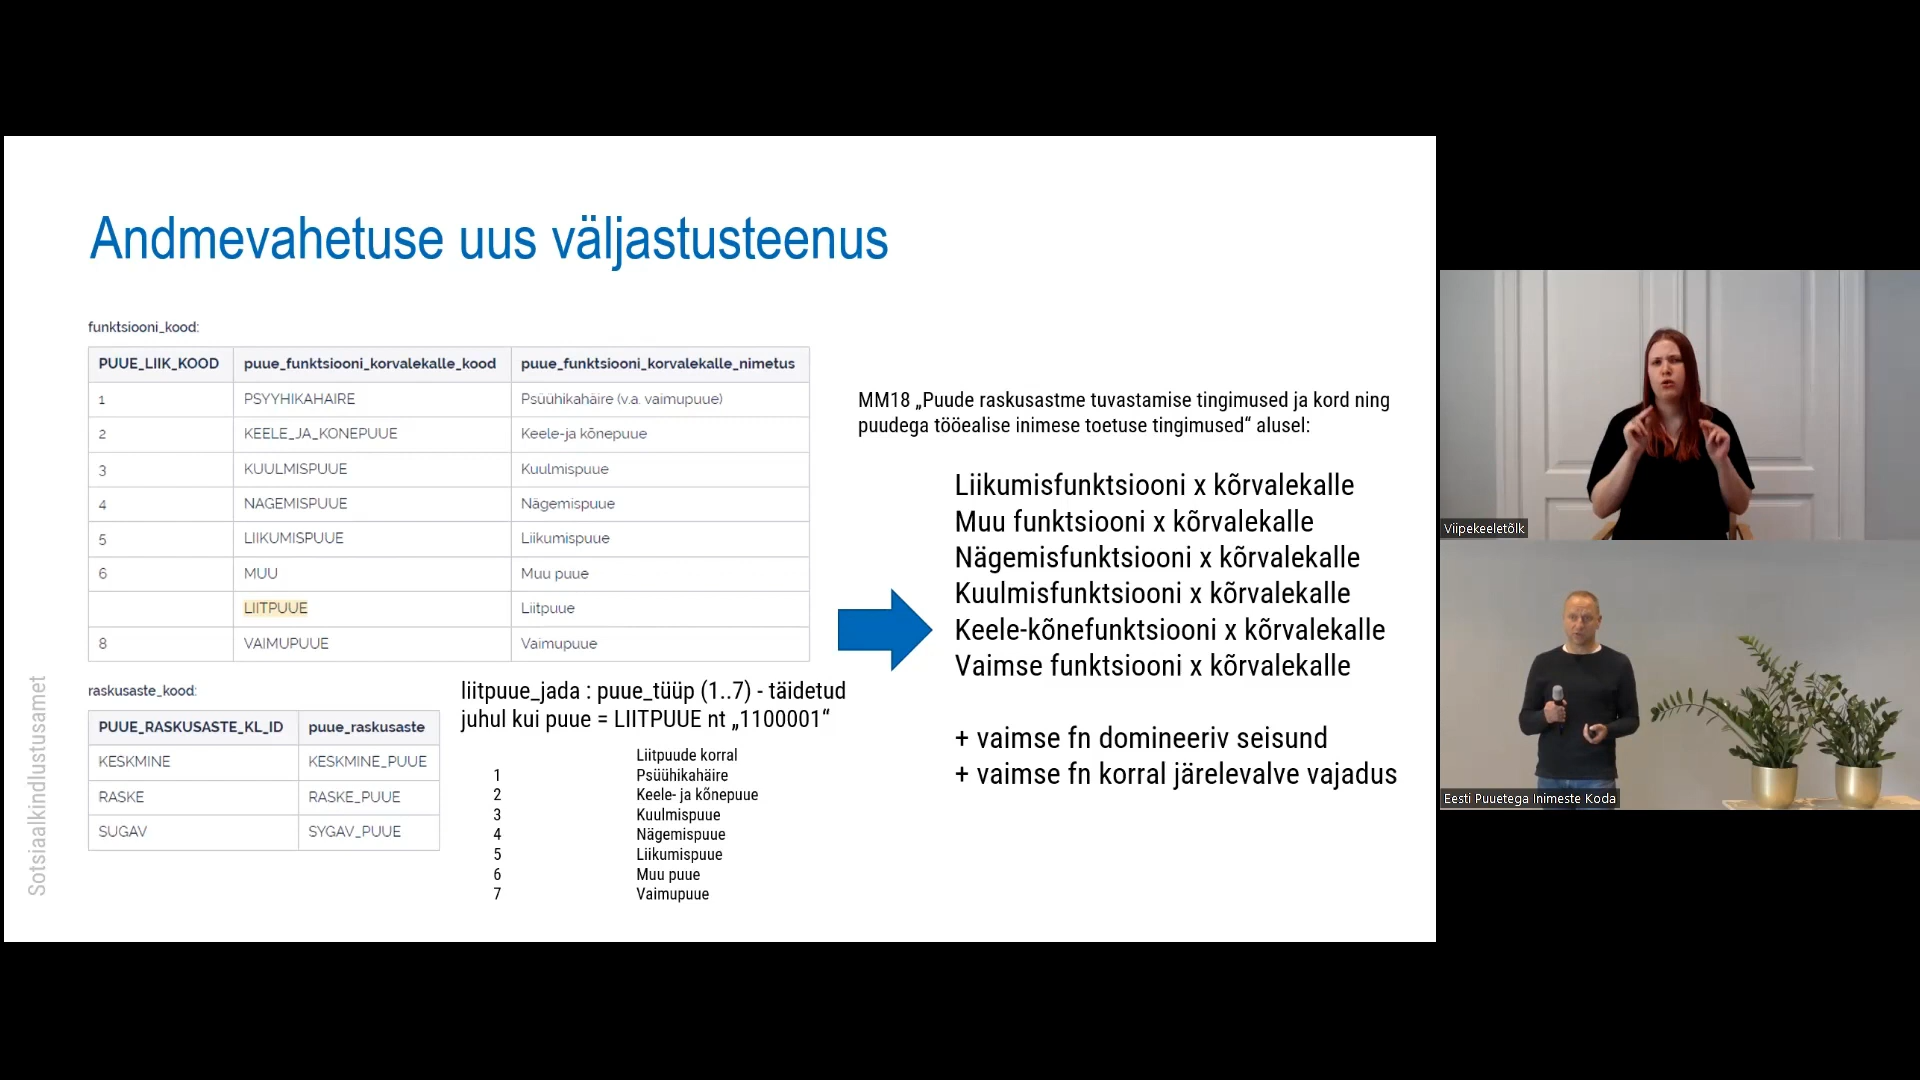 Andmevahetuse uus väljastusteenus
funktsiooni_kood:
PUUE_LIIK_KOOD puue_funktsiooni_korvalekalle_kood puue_funktsiooni_korvalekalle_nimetus
1 PSYYHIKAHAIRE Psüühikahäire (v.a. vaimupuue)
2 KEELE_JA_KONEPUUE Keele-ja kõnepuue
3 KUULMISPUUE Kuulmispuue
4 NAGEMISPUUE Nägemispuue
5 LIIKUMISPUUE Liikumispuue
6 MUU Muu puue
LIITPUUE Liitpuue
8 VAIMUPUUE Vaimupuue
raskusaste_kood:
PUUE_RASKUSASTE_KL_ID puue_raskusaste
KESKMINE KESKMINE_PUUE
RASKE RASKE_PUUE
SUGAV SYGAV_PUUE
liitpuue_jada : puue_tüüp (1..7) - täidetud
juhul kui puue = LIITPUUE nt „1100001“
Liitpuude korral
1 Psüühikahäire
2 Keele- ja kõnepuue
3 Kuulmispuue
4 Nägemispuue
5 Liikumispuue
6 Muu puue
7 Vaimupuue
MM18 „Puude raskusastme tuvastamise tingimused ja kord ning
puudega tööealise inimese toetuse tingimused“ alusel:
Liikumisfunktsiooni x kõrvalekalle
Muu funktsiooni x kõrvalekalle
Nägemisfunktsiooni x kõrvalekalle
Kuulmisfunktsiooni x kõrvalekalle
Keele-kõnefunktsiooni x kõrvalekalle
Vaimse funktsiooni x kõrvalekalle
+ vaimse fn domineeriv seisund
+ vaimse fn korral järelevalve vajadus
Sotsiaalkindlustusamet
Viipekeeletõlk
Eesti Puuetega Inimeste Koda